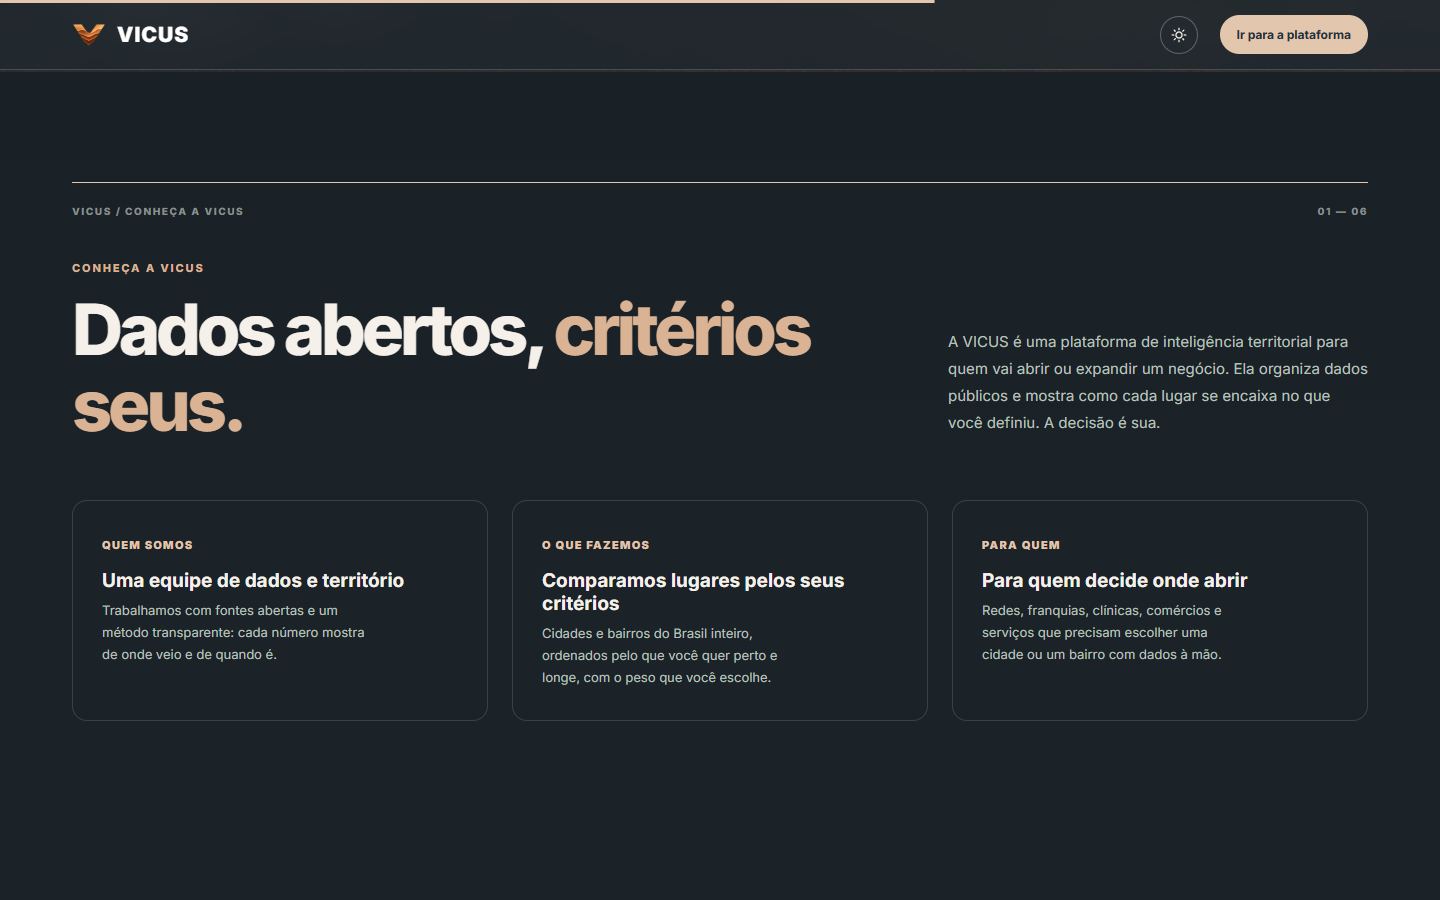 VICUS
Ir para a plataforma
VICUS / CONHEÇA A VICUS
01 — 06
CONHEÇA A VICUS
Dados abertos, critérios
seus.
A VICUS é uma plataforma de inteligência territorial para
quem vai abrir ou expandir um negócio. Ela organiza dados
públicos e mostra como cada lugar se encaixa no que
você definiu. A decisão é sua.
QUEM SOMOS
Uma equipe de dados e território
Trabalhamos com fontes abertas e um
método transparente: cada número mostra
de onde veio e de quando é.
O QUE FAZEMOS
Comparamos lugares pelos seus
critérios
Cidades e bairros do Brasil inteiro,
ordenados pelo que você quer perto e
longe, com o peso que você escolhe.
PARA QUEM
Para quem decide onde abrir
Redes, franquias, clínicas, comércios e
serviços que precisam escolher uma
cidade ou um bairro com dados à mão.